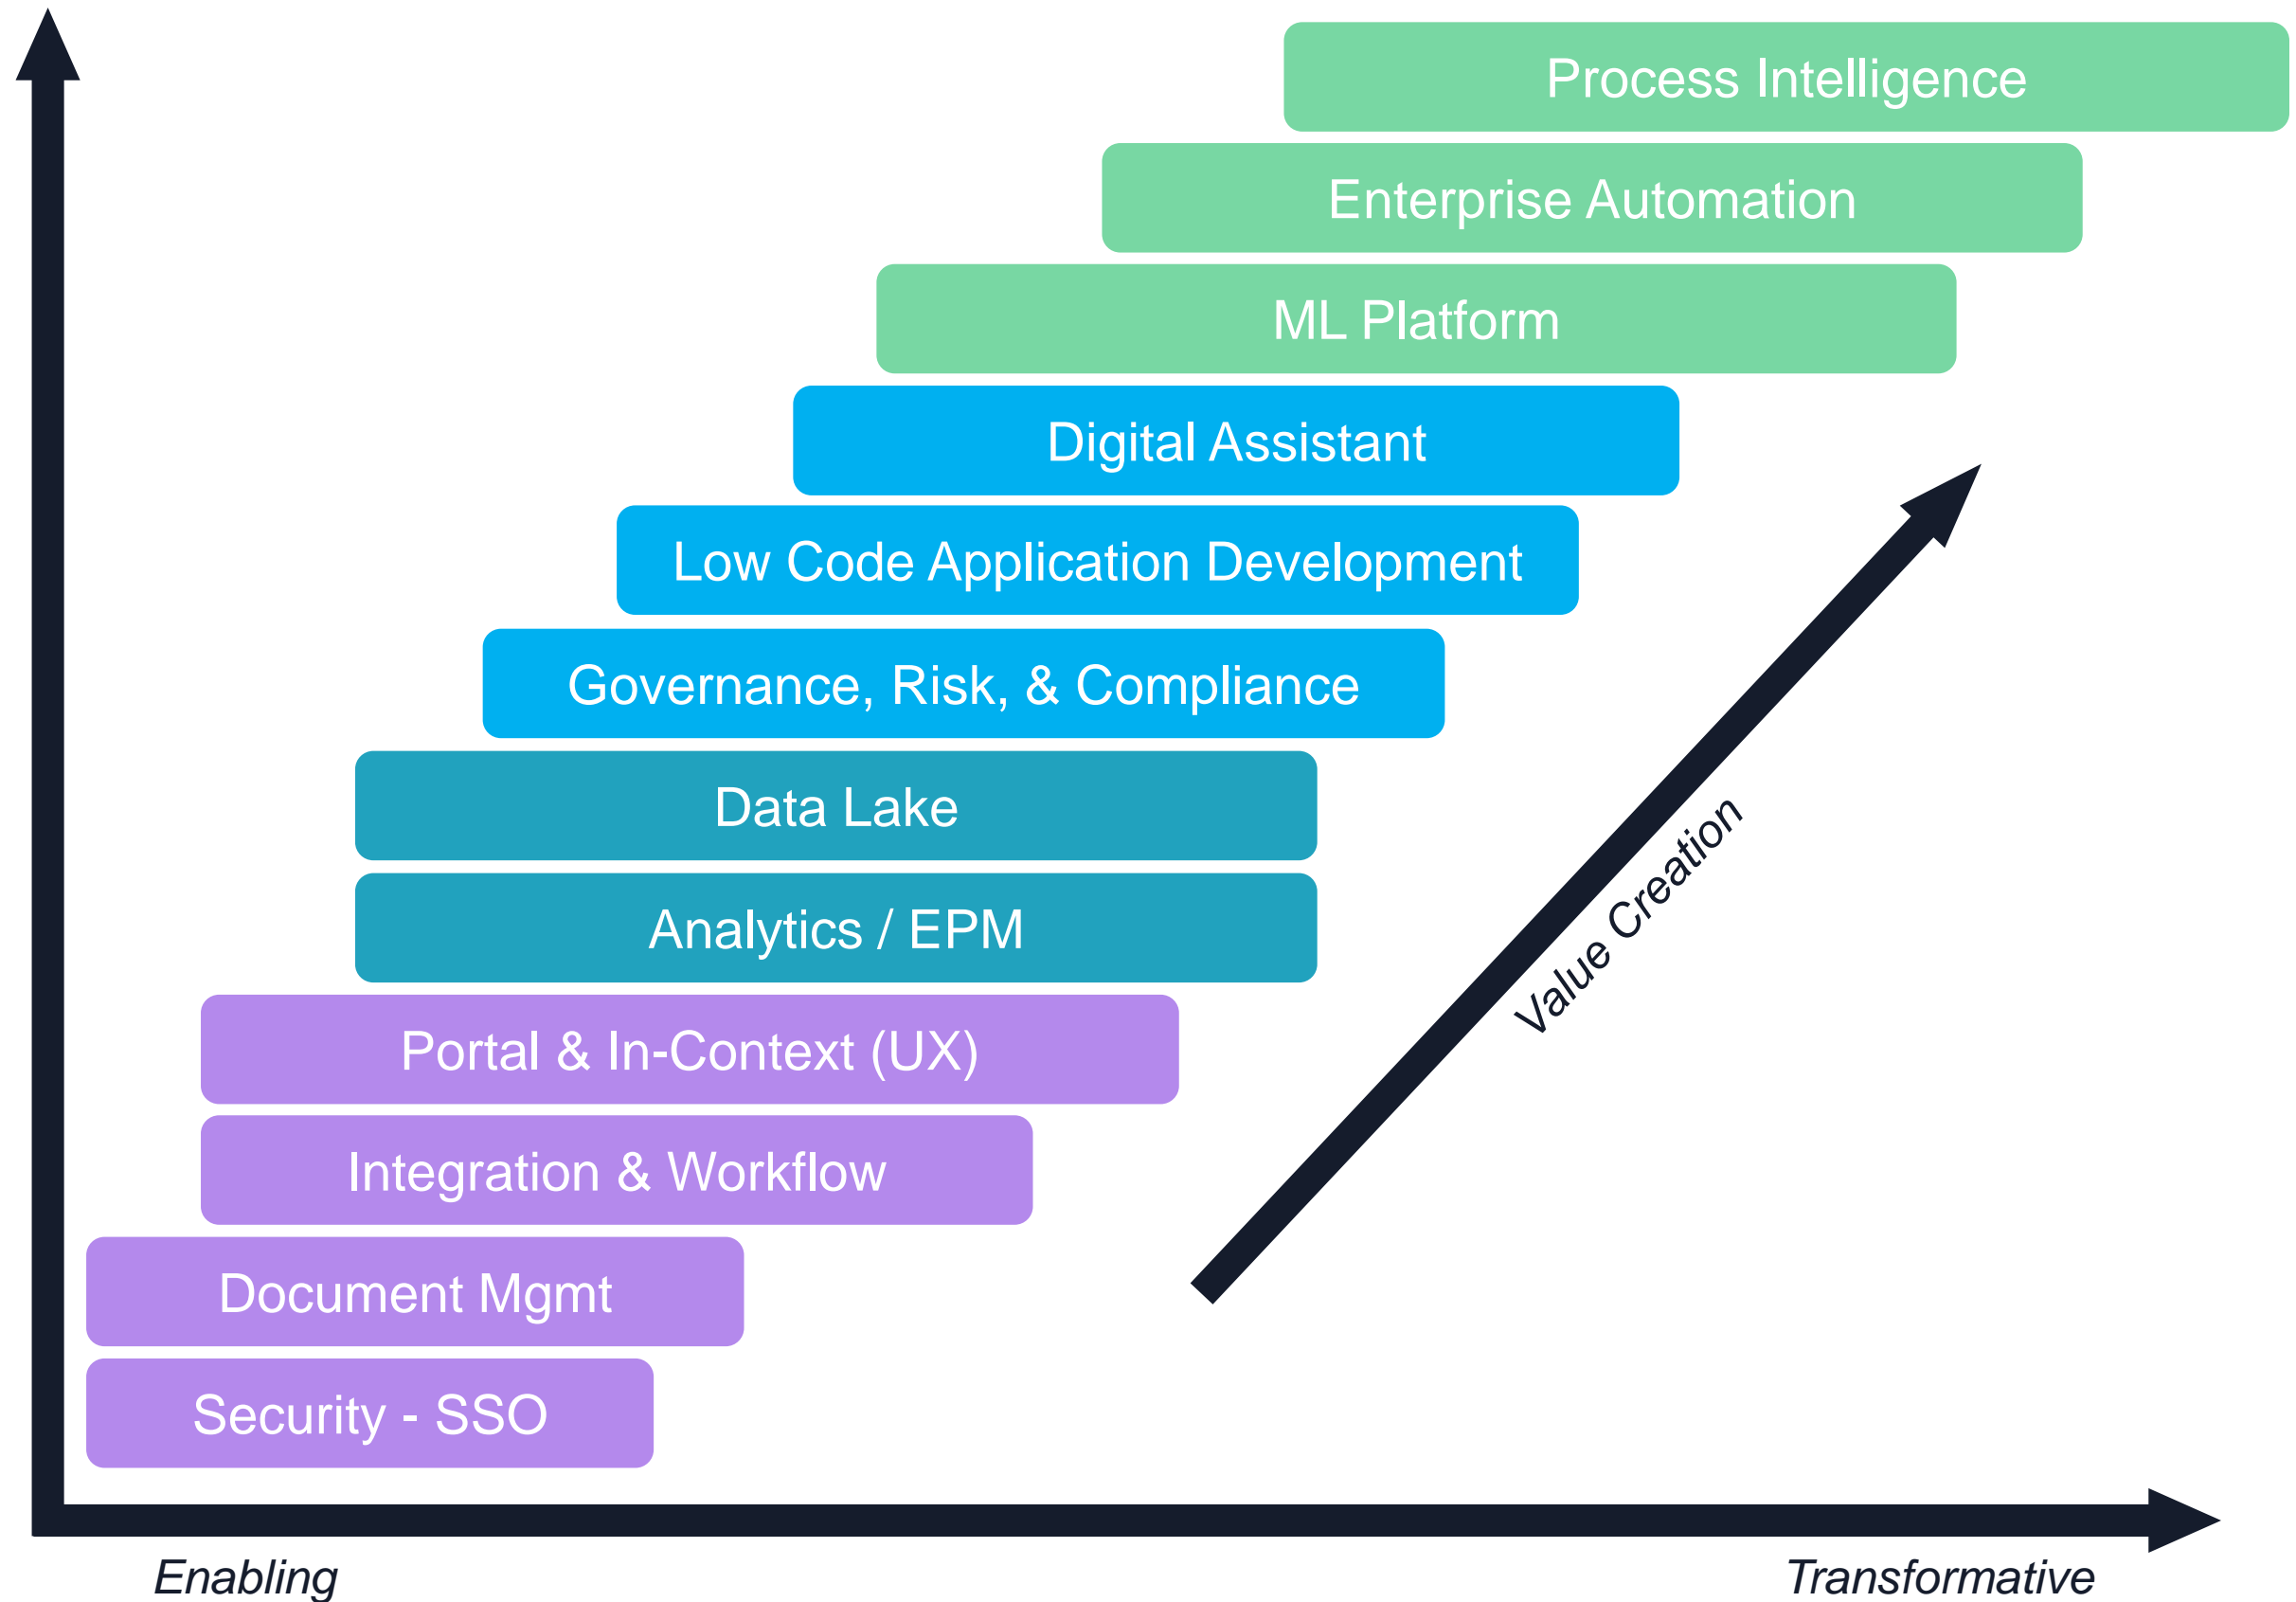 Process Intelligence
Enterprise Automation
ML Platform
Digital Assistant
Low Code Application Development
Governance, Risk, & Compliance
Data Lake
Analytics / EPM
Portal & In-Context (UX)
Integration & Workflow
Document Mgmt
Security - SSO
Value Creation
Enabling
Transformative